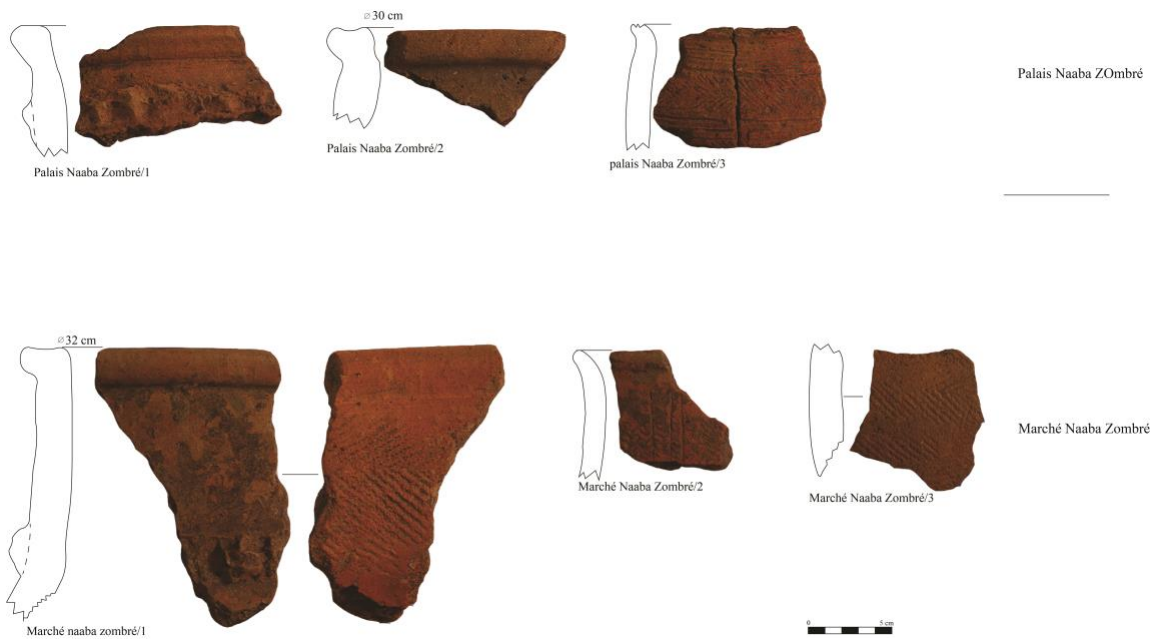 ⌀ 30 cm
Palais Naaba ZOmbré
Palais Naaba Zombré/1
Palais Naaba Zombré/2
palais Naaba Zombré/3
⌀ 32 cm
Marché Naaba Zombré
Marché Naaba Zombré/2
Marché Naaba Zombré/3
Marché naaba zombré/1
0 5 cm